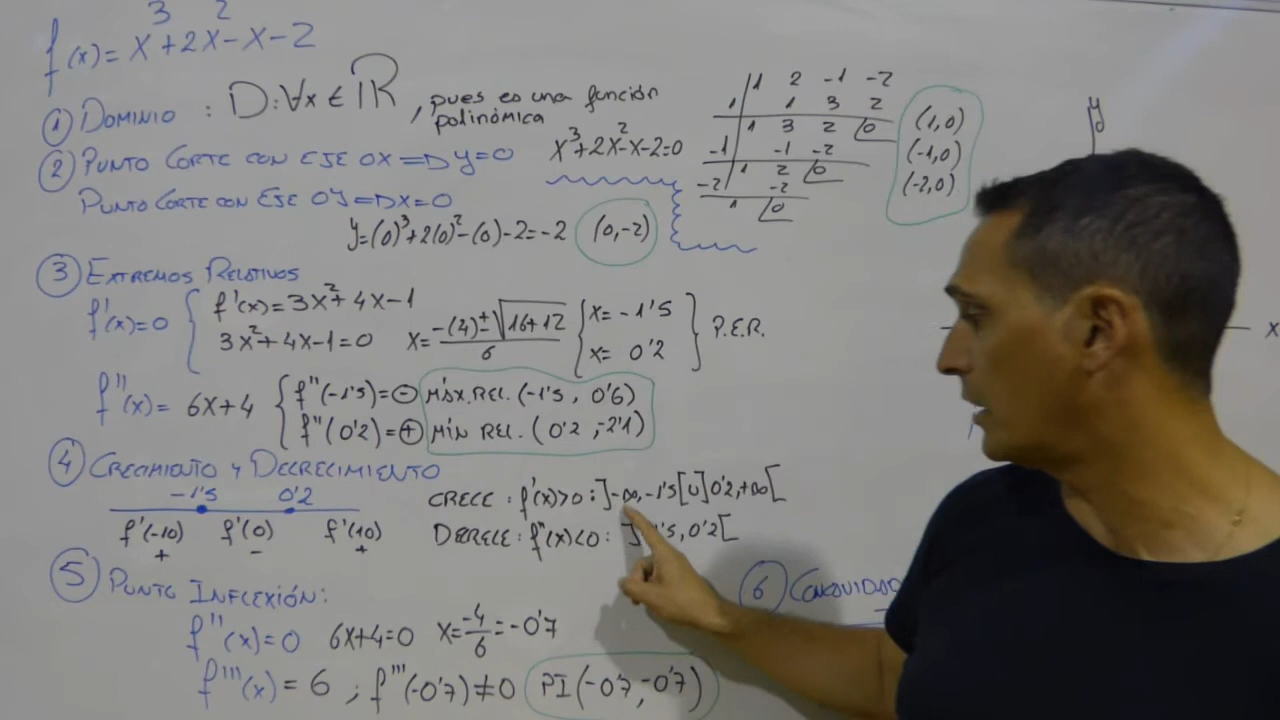 f(x)= x³+2x²-x-2
① DOMINIO : D:∀x∈ℝ, pues es una función polinómica
② PUNTO CORTE CON EJE OX ⇒ y=0
x³+2x²-x-2=0
1 2 -1 -2
1 1 3 2
1 3 2 0
-1 -1 -2
1 2 0
-2 -2
1 0
(1,0)
(-1,0)
(-2,0)
PUNTO CORTE CON EJE OY ⇒ x=0
y=(0)³+2(0)²-(0)-2=-2 (0,-2)
③ EXTREMOS RELATIVOS
f'(x)=0 { f'(x)=3x²+4x-1
3x²+4x-1=0 x= (-(4)±√(16+12))/6 { x=-1'5
x= 0'2 } P.E.R.
f''(x)= 6x+4 { f''(-1'5)=⊖ MÁX.REL.(-1'5, 0'6)
f''(0'2)=⊕ MÍN REL.(0'2,-2'1)
④ CRECIMIENTO y DECRECIMIENTO
-1'5 0'2
f'(-10) f'(0) f'(10)
+ - +
CRECE: f'(x)>0: ]-∞,-1'5[U]0'2,+∞[
DECRECE: f'(x)<0: ] 1'5,0'2[
⑤ PUNTO INFLEXIÓN:
f''(x)=0 6x+4=0 x=-4/6=-0'7
f'''(x)=6 ; f'''(-0'7)≠0 PI(-0'7,-0'7)
⑥
y
x